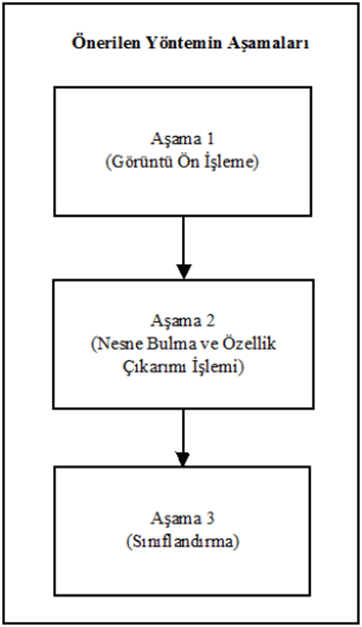 Önerilen Yöntemin Aşamaları
Aşama 1
(Görüntü Ön İşleme)
Aşama 2
(Nesne Bulma ve Özellik
Çıkarımı İşlemi)
Aşama 3
(Sınıflandırma)